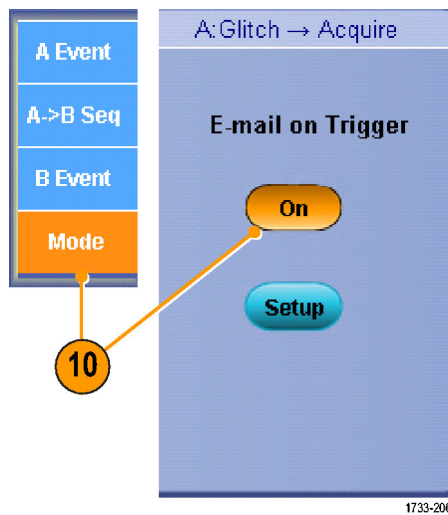 A Event
A->B Seq
B Event
Mode
10
A:Glitch → Acquire
E-mail on Trigger
On
Setup